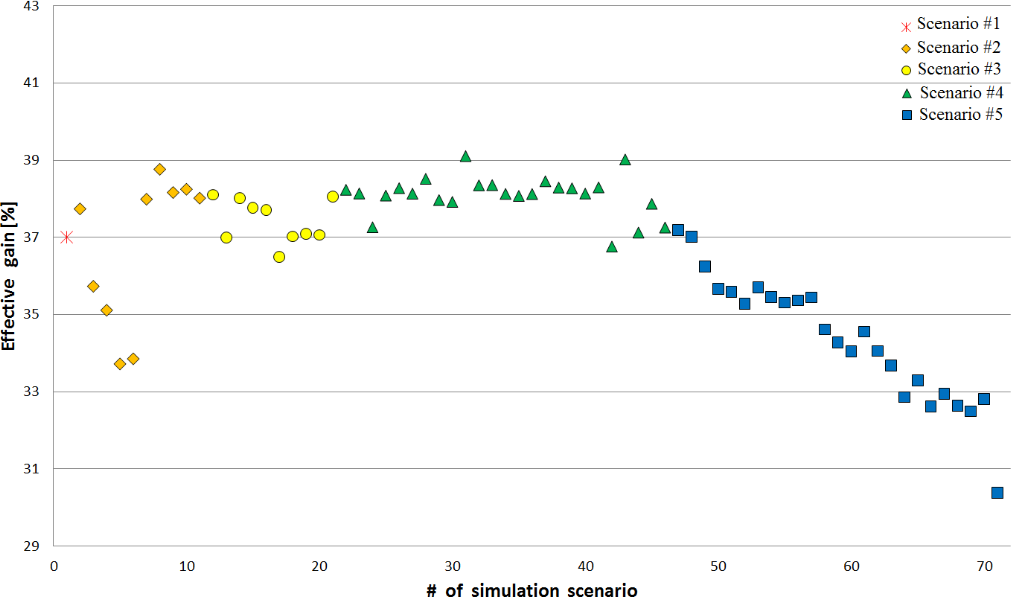 43
41
39
37
35
33
31
29
Effective gain [%]
0
10
20
30
40
50
60
70
# of simulation scenario
Scenario #1
Scenario #2
Scenario #3
Scenario #4
Scenario #5